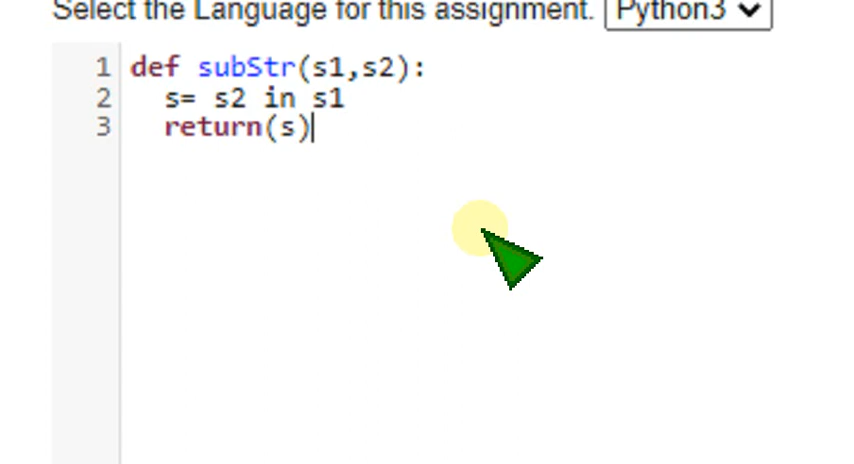 Select the Language for this assignment. Python3
1 def subStr(s1,s2):
2 s= s2 in s1
3 return(s)